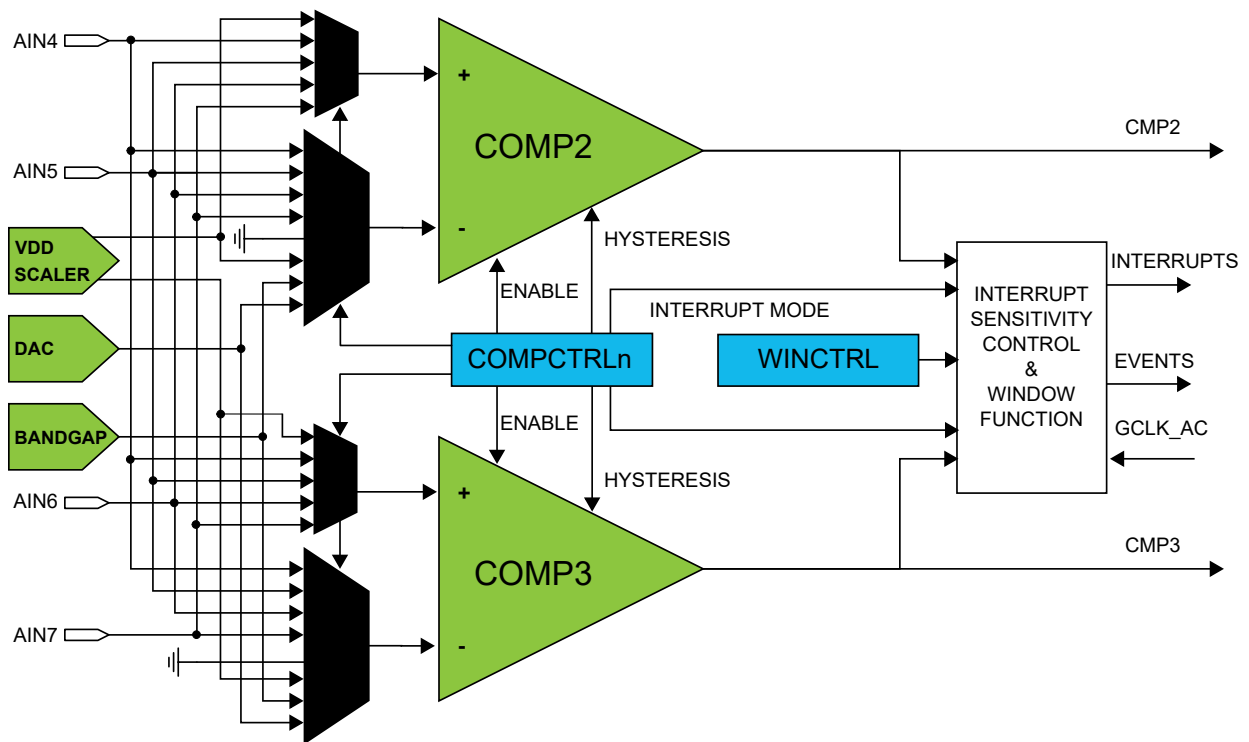 AIN4
+
COMP2
-
CMP2
AIN5
VDD
SCALER
HYSTERESIS
ENABLE
INTERRUPT MODE
INTERRUPT
SENSITIVITY
CONTROL
&
WINDOW
FUNCTION
INTERRUPTS
DAC
COMPCTRLn
WINCTRL
EVENTS
BANDGAP
ENABLE
GCLK_AC
HYSTERESIS
AIN6
+
COMP3
-
CMP3
AIN7